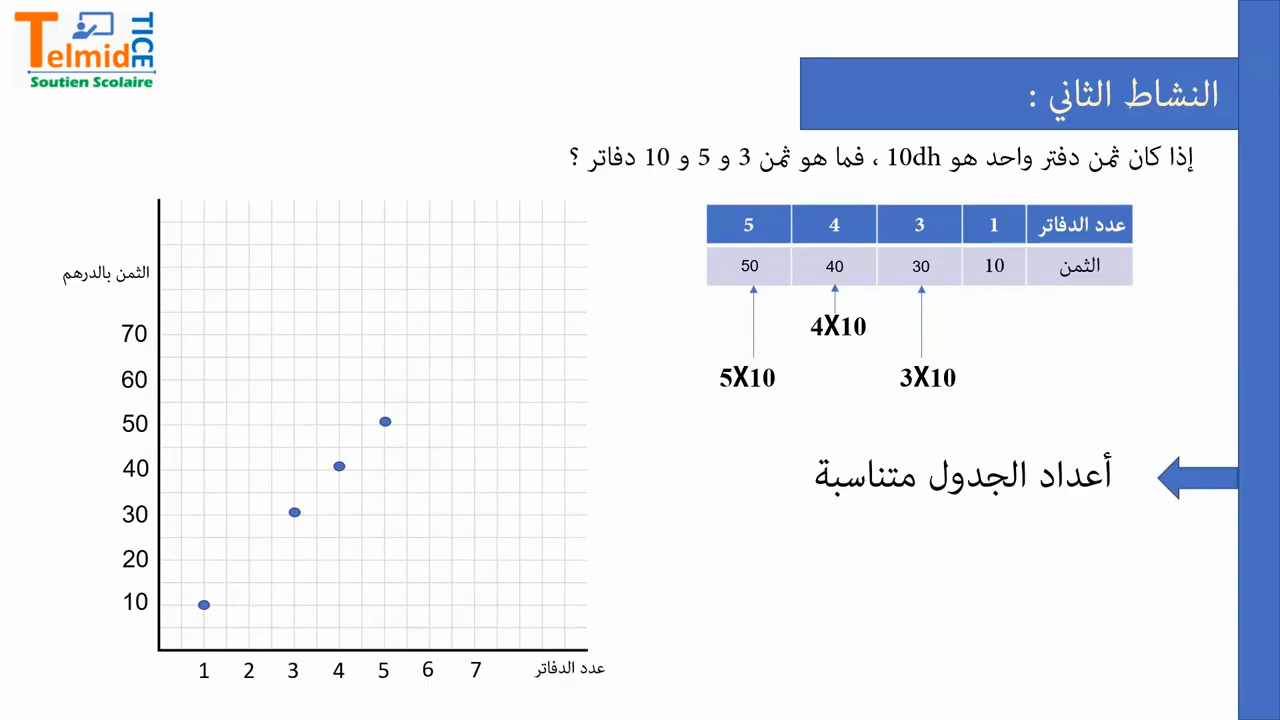 Telmid TICE
Soutien Scolaire
النشاط الثاني :
إذا كان ثمن دفتر واحد هو 10dh ، فما هو ثمن 3 و 5 و 10 دفاتر ؟
عدد الدفاتر 1 3 4 5
الثمن 10 30 40 50
4X10
5X10 3X10
أعداد الجدول متناسبة
الثمن بالدرهم
70
60
50
40
30
20
10
1 2 3 4 5 6 7 عدد الدفاتر